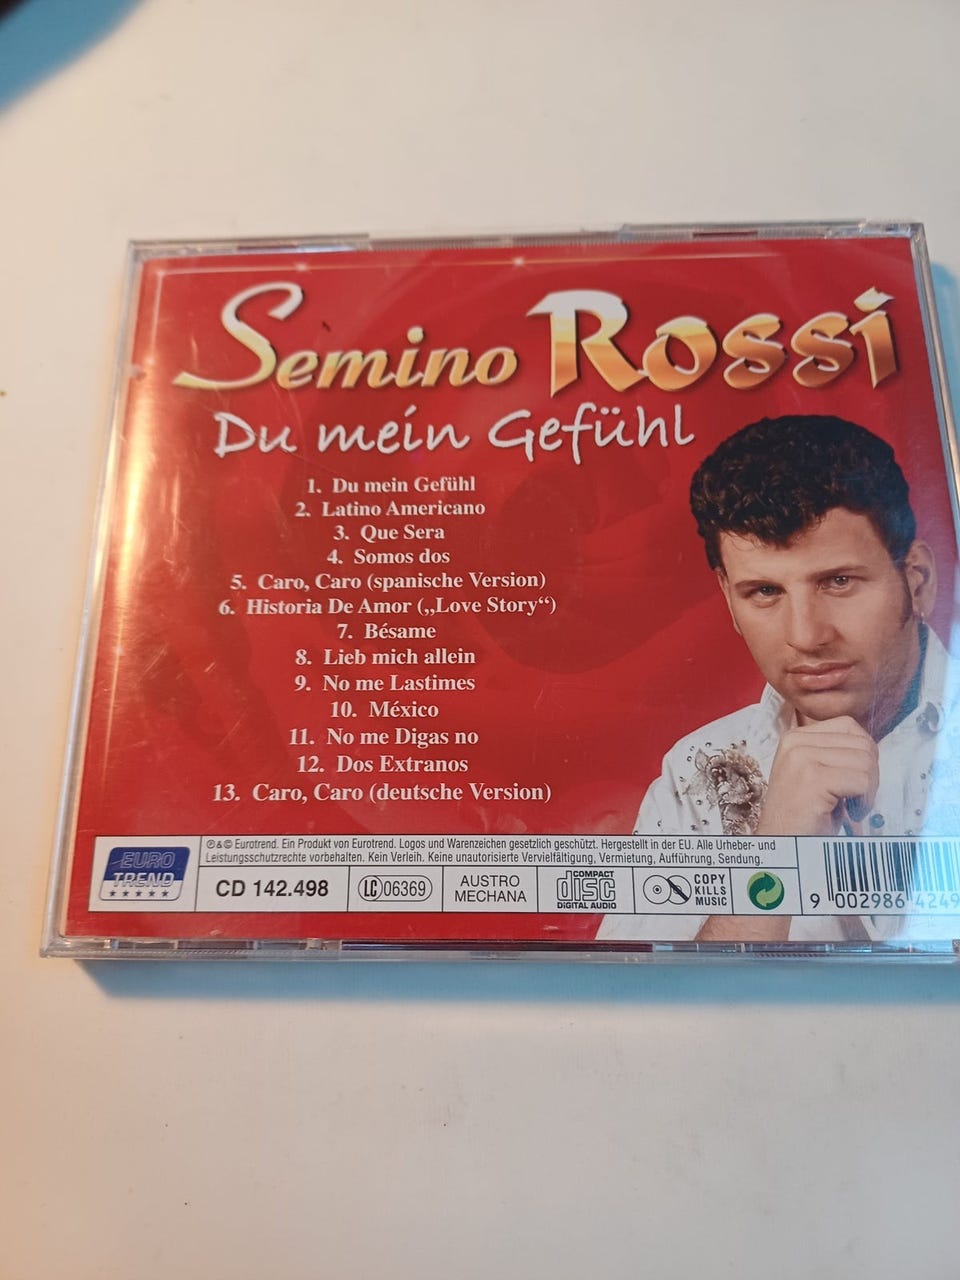 Semino Rossi
Du mein Gefühl
1. Du mein Gefühl
2. Latino Americano
3. Que Sera
4. Somos dos
5. Caro, Caro (spanische Version)
6. Historia De Amor („Love Story“)
7. Bésame
8. Lieb mich allein
9. No me Lastimes
10. México
11. No me Digas no
12. Dos Extranos
13. Caro, Caro (deutsche Version)
EURO
TREND
℗&© Eurotrend. Ein Produkt von Eurotrend. Logos und Warenzeichen gesetzlich geschützt. Hergestellt in der EU. Alle Urheber- und
Leistungsschutzrechte vorbehalten. Kein Verleih. Keine unautorisierte Vervielfältigung, Vermietung, Aufführung, Sendung.
CD 142.498
LC 06369
AUSTRO
MECHANA
COMPACT
disc
DIGITAL AUDIO
COPY
KILLS
MUSIC
9 002986 4249